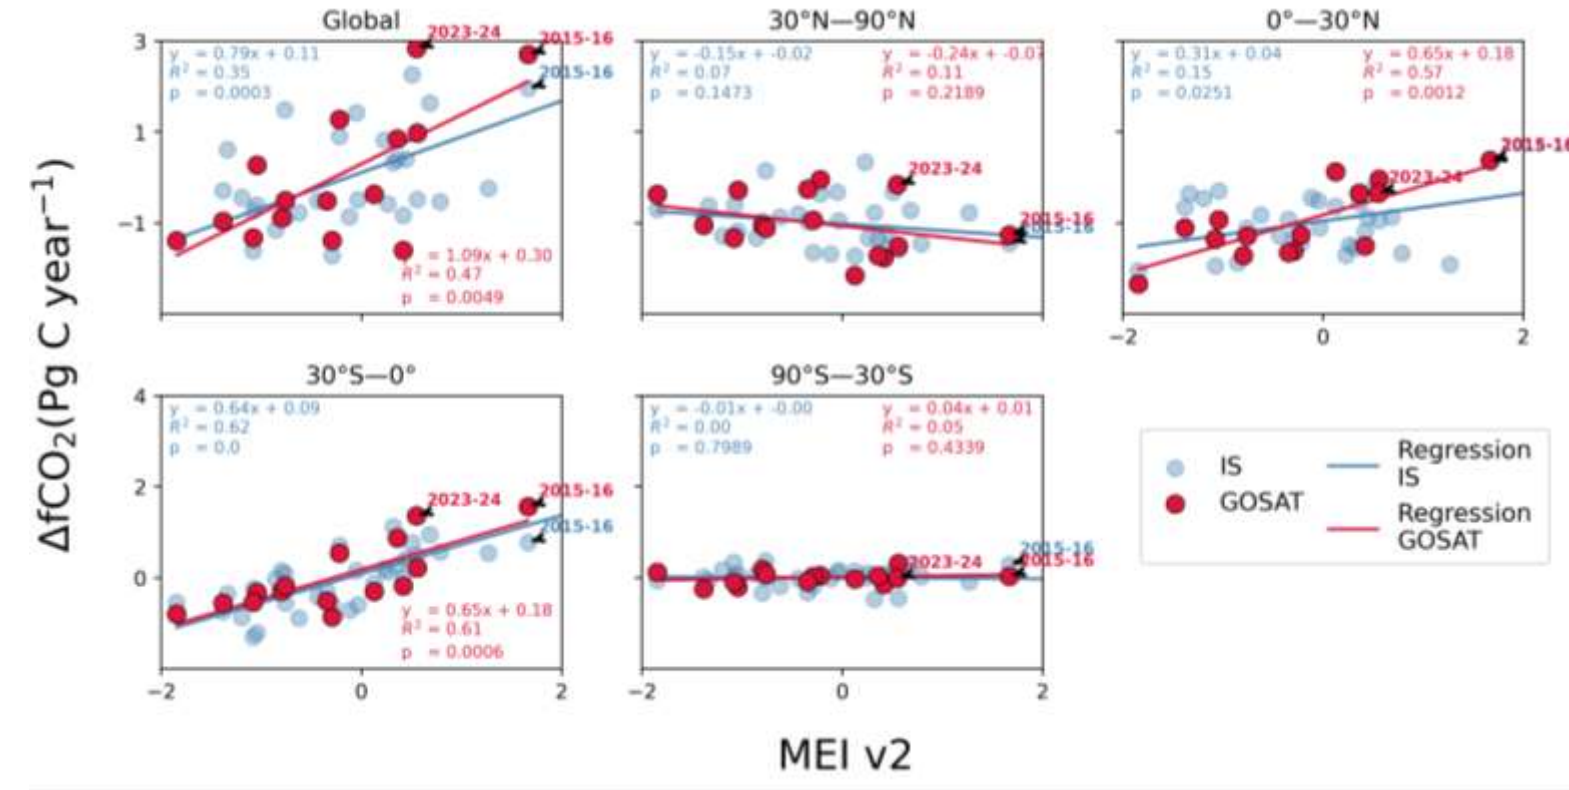 Global
30°N—90°N
0°—30°N
y = 0.79x + 0.11
R² = 0.35
p = 0.0003
2023-24
2015-16
2015-16
= 1.09x + 0.30
R² = 0.47
p = 0.0049
y = -0.15x + -0.02
R² = 0.07
p = 0.1473
y = -0.24x + -0.07
R² = 0.11
p = 0.2189
2023-24
2015-16
2015-16
y = 0.31x + 0.04
R² = 0.15
p = 0.0251
y = 0.65x + 0.18
R² = 0.57
p = 0.0012
2015-16
2023-24
3
1
−1
−2 0 2
ΔfCO₂(Pg C year⁻¹)
30°S—0°
90°S—30°S
y = 0.64x + 0.09
R² = 0.62
p = 0.0
2023-24
2015-16
2015-16
y = 0.65x + 0.18
R² = 0.61
p = 0.0006
y = -0.01x + -0.00
R² = 0.00
p = 0.7989
y = 0.04x + 0.01
R² = 0.05
p = 0.4339
2015-16
2023-24
2015-16
4
2
0
−2 0 2
−2 0 2
IS
GOSAT
Regression
IS
Regression
GOSAT
MEI v2